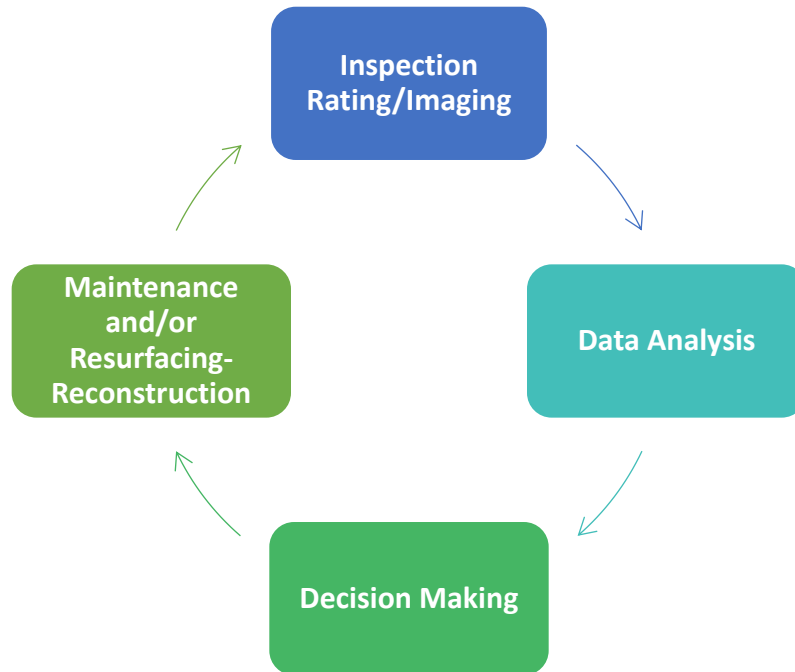 Inspection
Rating/Imaging
Maintenance
and/or
Resurfacing-
Reconstruction
Data Analysis
Decision Making